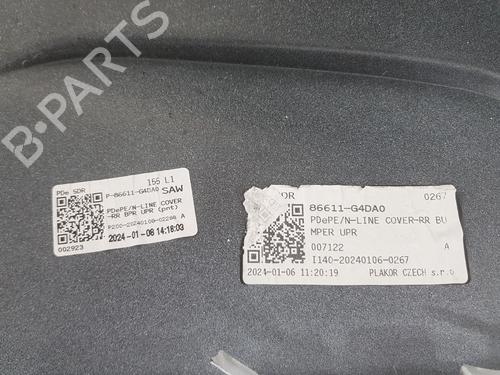 PDe SDR
155 L1
P-86611-G4DA0 SAW
PDePE/N-LINE COVER
-RR BPR UPR (pnt)
A
002923
2024-01-08 14:18:03
SDR
0267
86611-G4DA0
PDePE/N-LINE COVER-RR BU
MPER UPR
007122 A
I140-20240106-0267
2024-01-06 11:20:19 PLAKOR CZECH s.r.o
B-PARTS